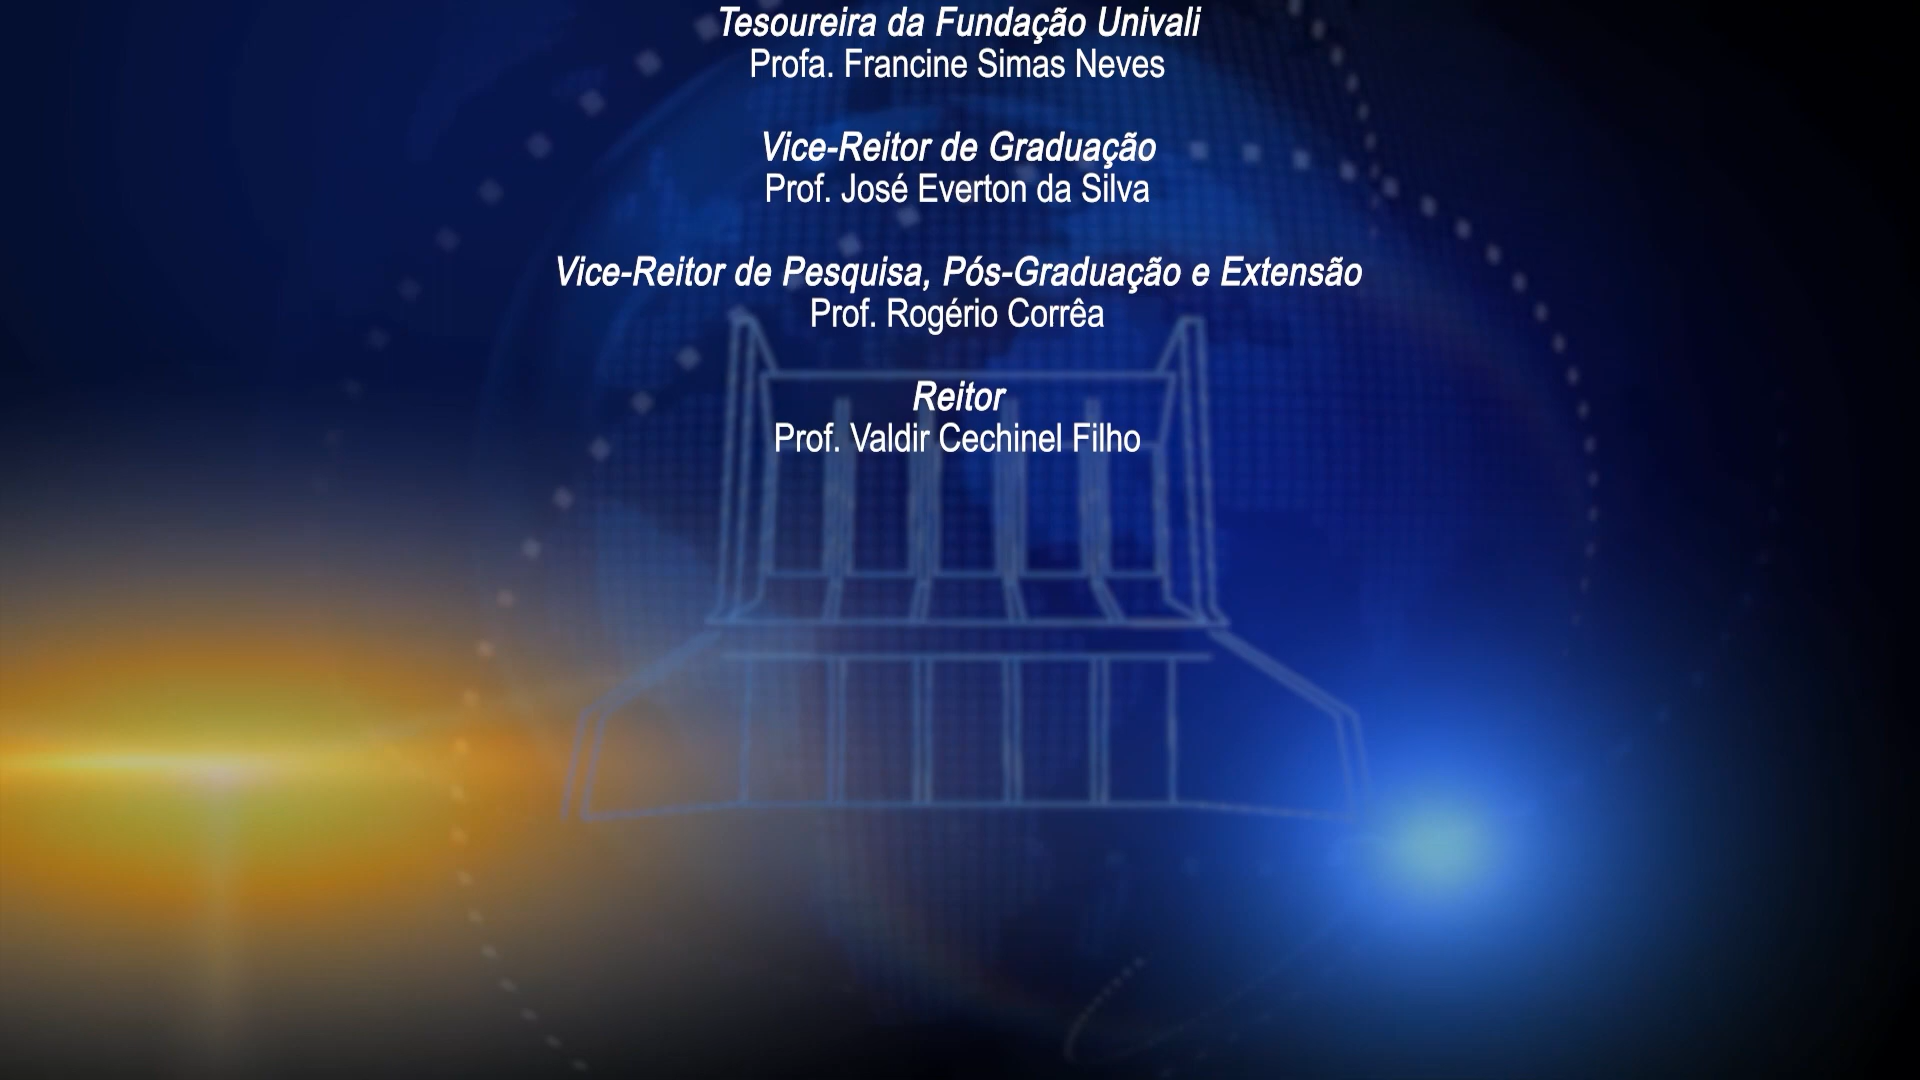 Tesoureira da Fundação Univali
Profa. Francine Simas Neves
Vice-Reitor de Graduação
Prof. José Everton da Silva
Vice-Reitor de Pesquisa, Pós-Graduação e Extensão
Prof. Rogério Corrêa
Reitor
Prof. Valdir Cechinel Filho